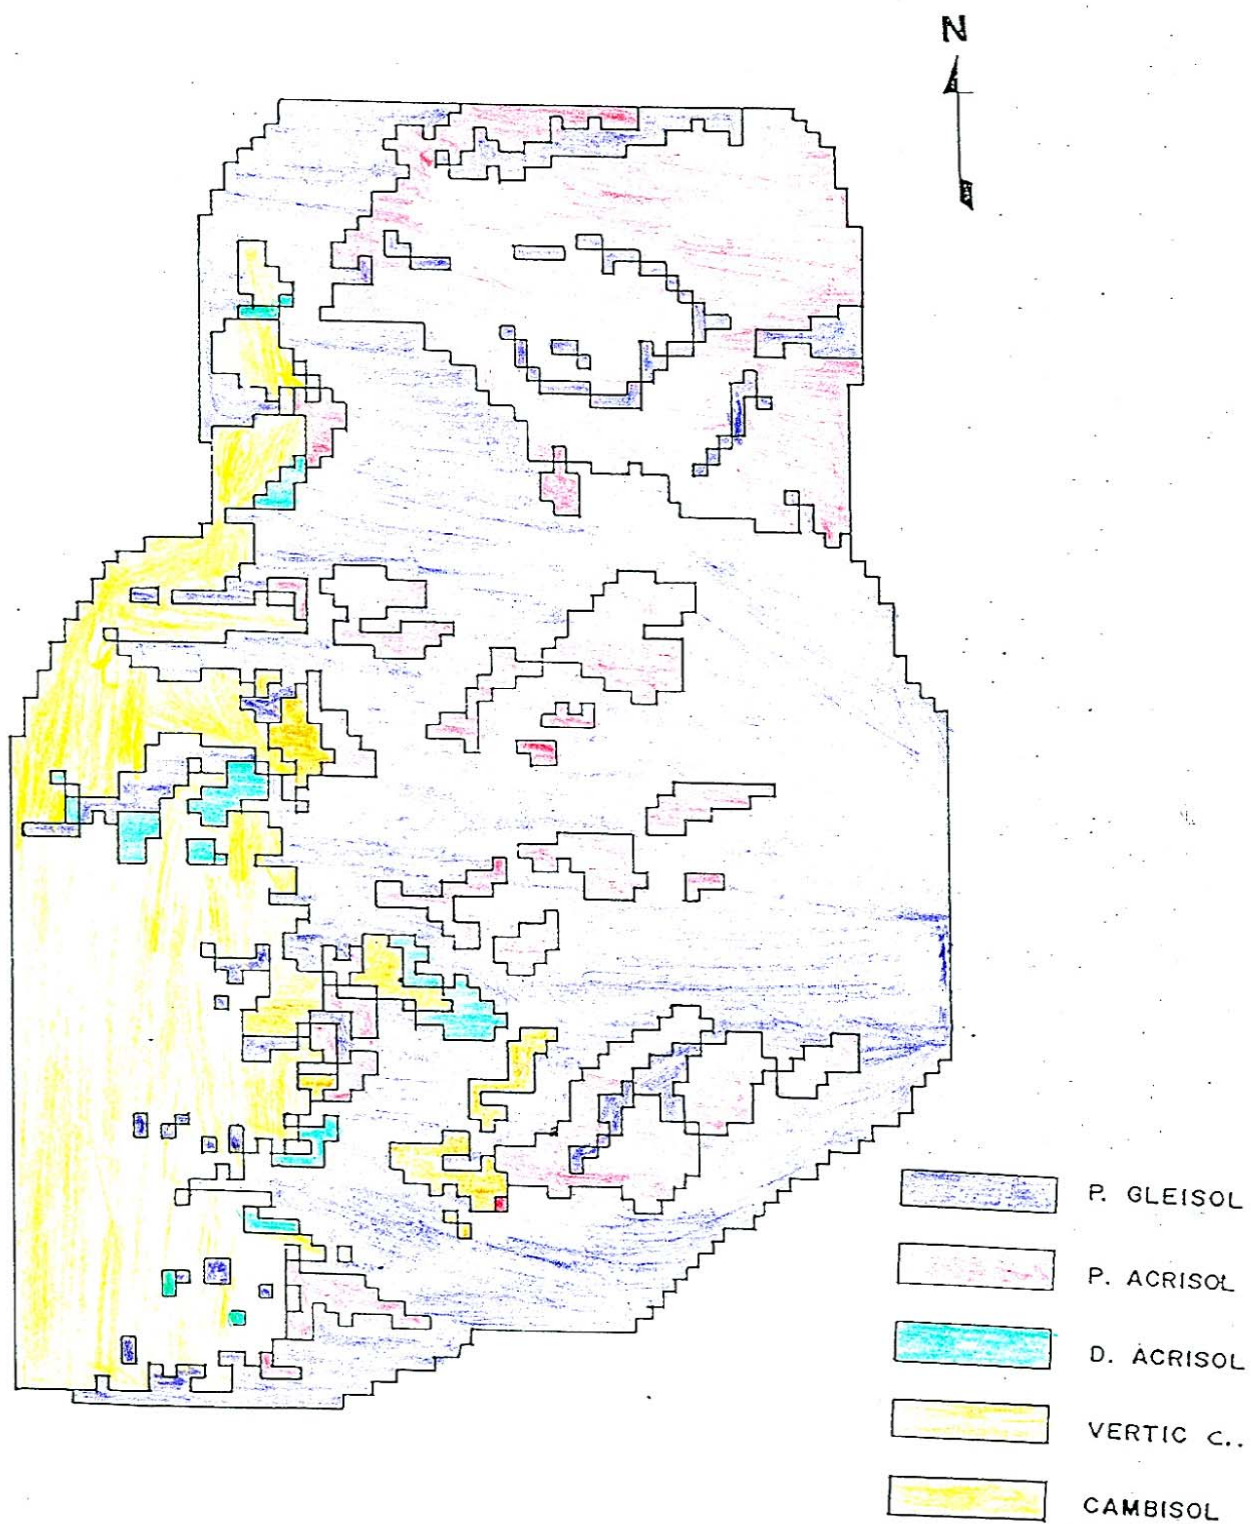 N
P. GLEISOL
P. ACRISOL
D. ACRISOL
VERTIC C..
CAMBISOL